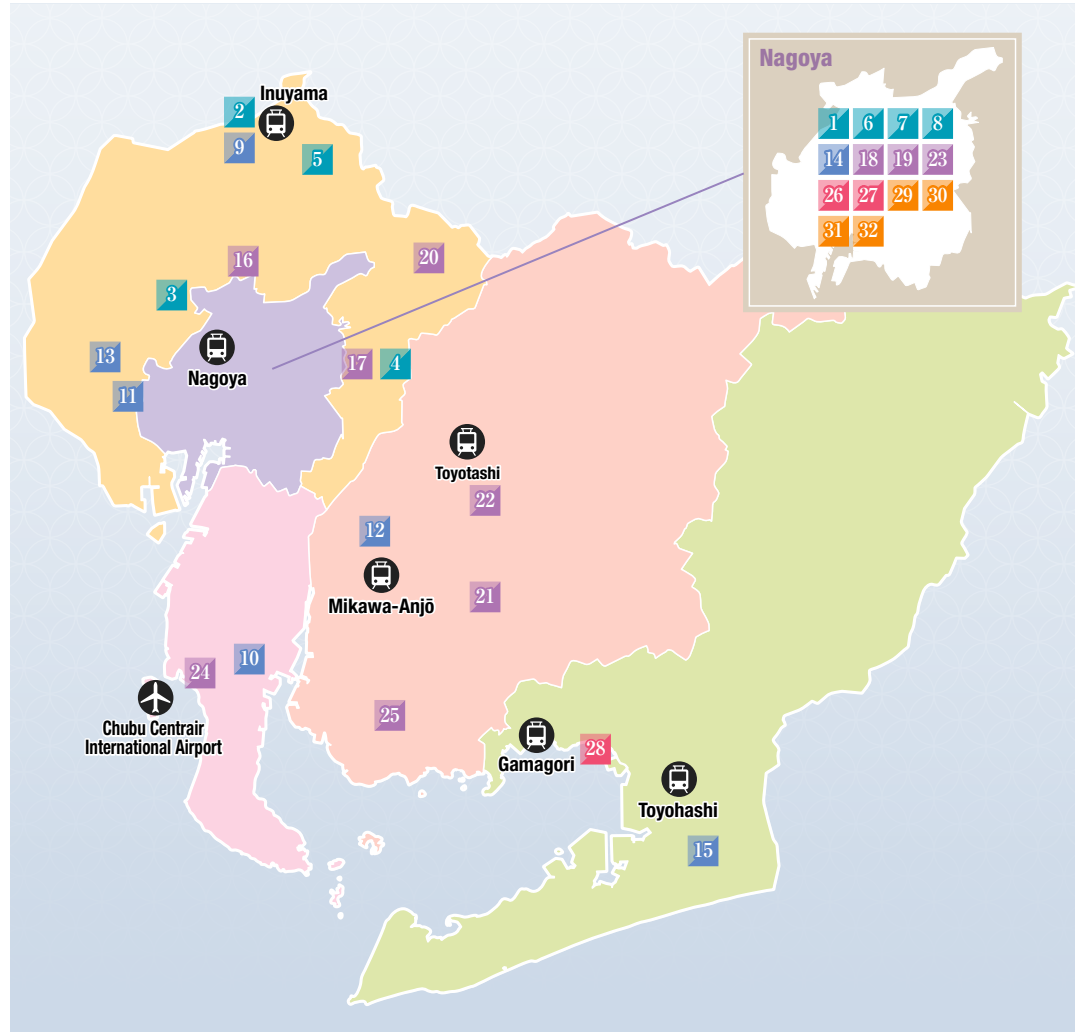 Nagoya
1 6 7 8
14 18 19 23
26 27 29 30
31 32
Inuyama
2
9
5
16
20
3
13
Nagoya
17 4
11
Toyotashi
22
12
Mikawa-Anjō
21
10
24
Chubu Centrair
International Airport
25
Gamagori
28
Toyohashi
15